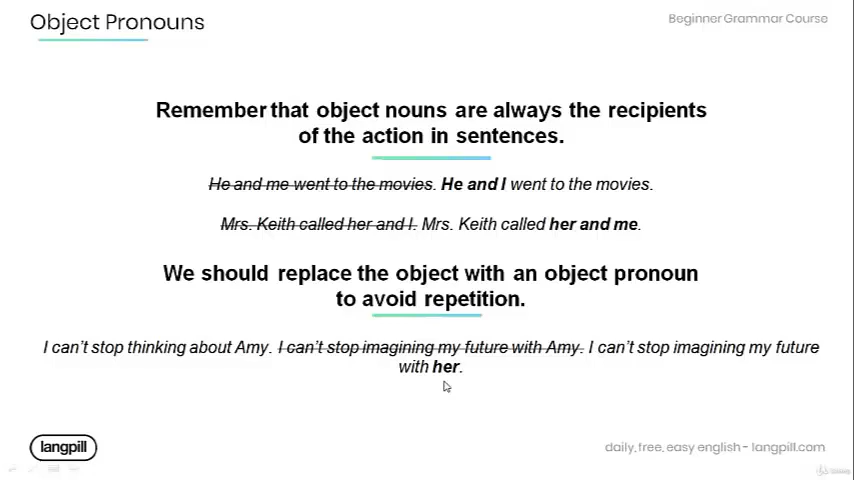 Object Pronouns
Beginner Grammar Course
Remember that object nouns are always the recipients
of the action in sentences.
He and me went to the movies. He and I went to the movies.
Mrs. Keith called her and I. Mrs. Keith called her and me.
We should replace the object with an object pronoun
to avoid repetition.
I can't stop thinking about Amy. I can't stop imagining my future with Amy. I can't stop imagining my future
with her.
langpill
daily, free, easy english - langpill.com